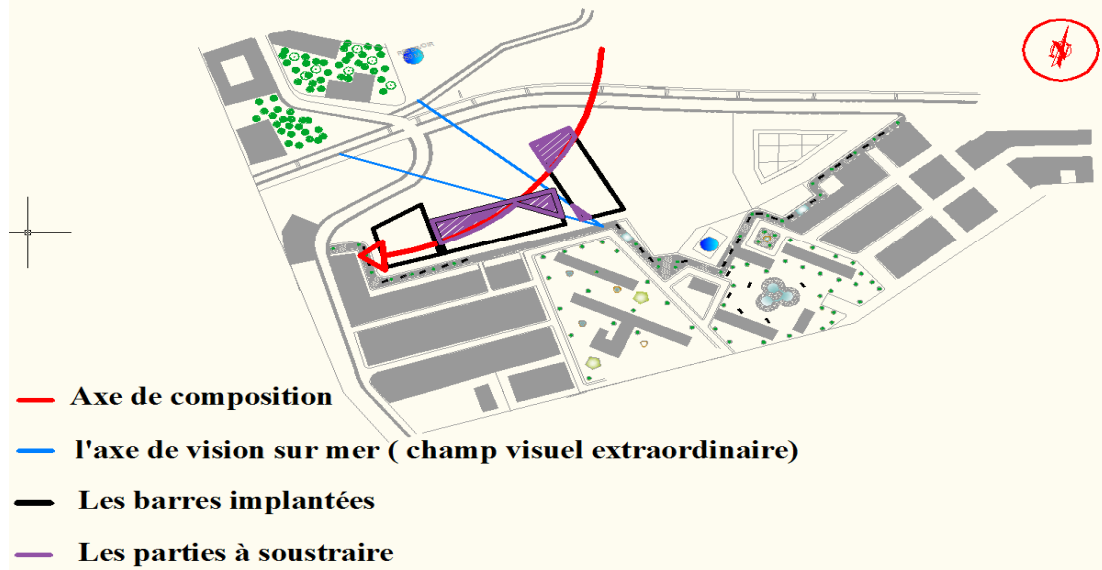 Axe de composition
l'axe de vision sur mer ( champ visuel extraordinaire)
Les barres implantées
Les parties à soustraire